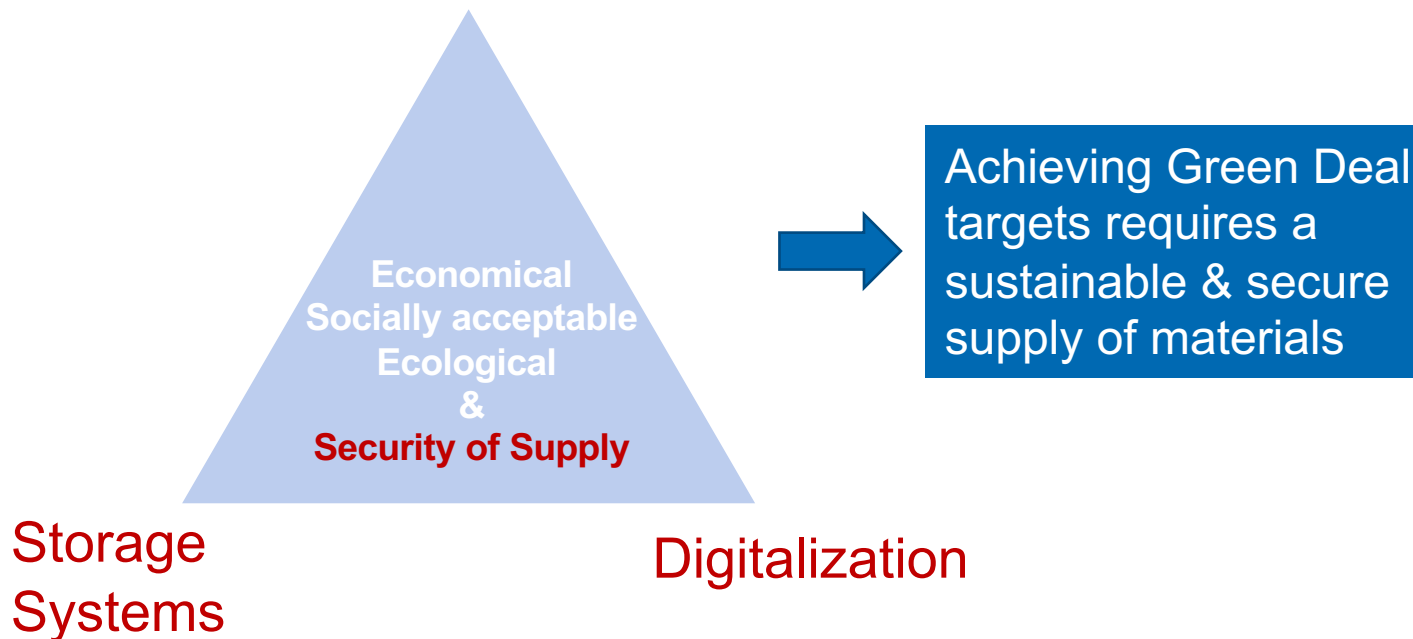 Economical
Socially acceptable
Ecological
&
Security of Supply
Achieving Green Deal
targets requires a
sustainable & secure
supply of materials
Storage
Systems
Digitalization